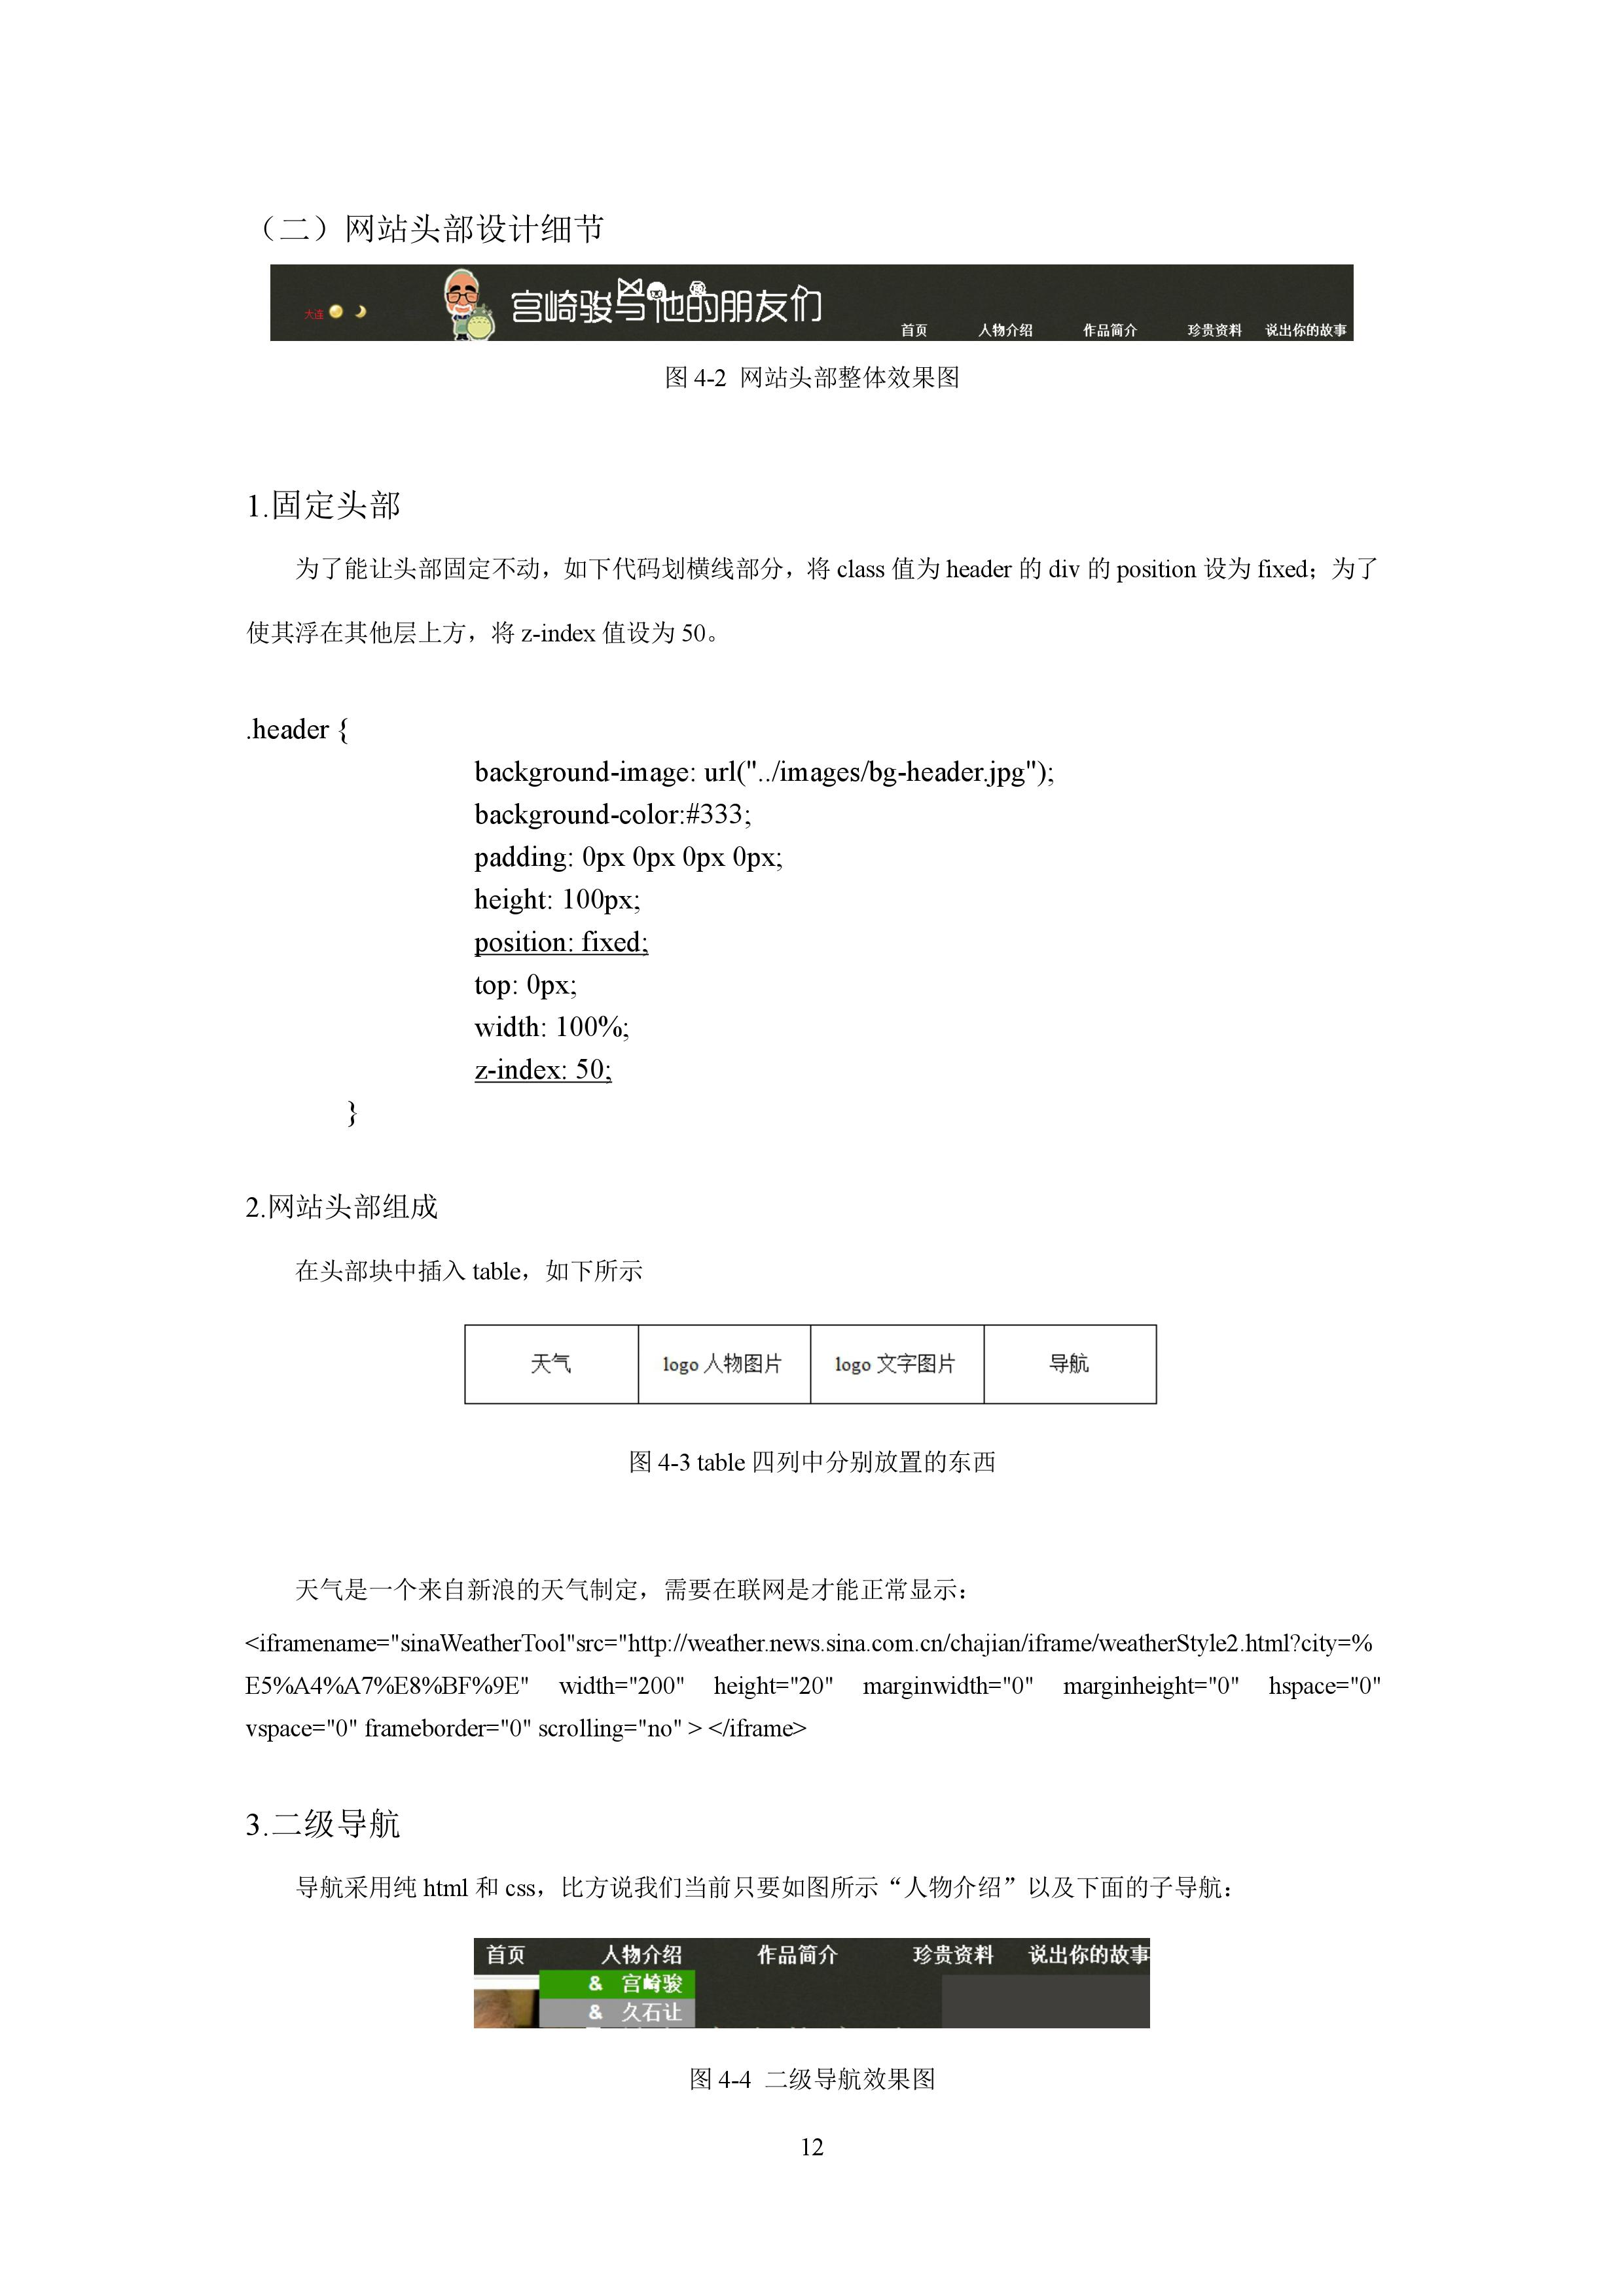 （二）网站头部设计细节
大连
宫崎骏与他的朋友们
首页 人物介绍 作品简介 珍贵资料 说出你的故事
图 4-2 网站头部整体效果图
1.固定头部
为了能让头部固定不动，如下代码划横线部分，将 class 值为 header 的 div 的 position 设为 fixed；为了
使其浮在其他层上方，将 z-index 值设为 50。
.header {
background-image: url("../images/bg-header.jpg");
background-color:#333;
padding: 0px 0px 0px 0px;
height: 100px;
position: fixed;
top: 0px;
width: 100%;
z-index: 50;
}
2.网站头部组成
在头部块中插入 table，如下所示
天气 logo 人物图片 logo 文字图片 导航
图 4-3 table 四列中分别放置的东西
天气是一个来自新浪的天气制定，需要在联网是才能正常显示：
<iframename="sinaWeatherTool"src="http://weather.news.sina.com.cn/chajian/iframe/weatherStyle2.html?city=%
E5%A4%A7%E8%BF%9E" width="200" height="20" marginwidth="0" marginheight="0" hspace="0"
vspace="0" frameborder="0" scrolling="no" > </iframe>
3.二级导航
导航采用纯 html 和 css，比方说我们当前只要如图所示“人物介绍”以及下面的子导航：
首页 人物介绍 作品简介 珍贵资料 说出你的故事
& 宫崎骏
& 久石让
图 4-4 二级导航效果图
12